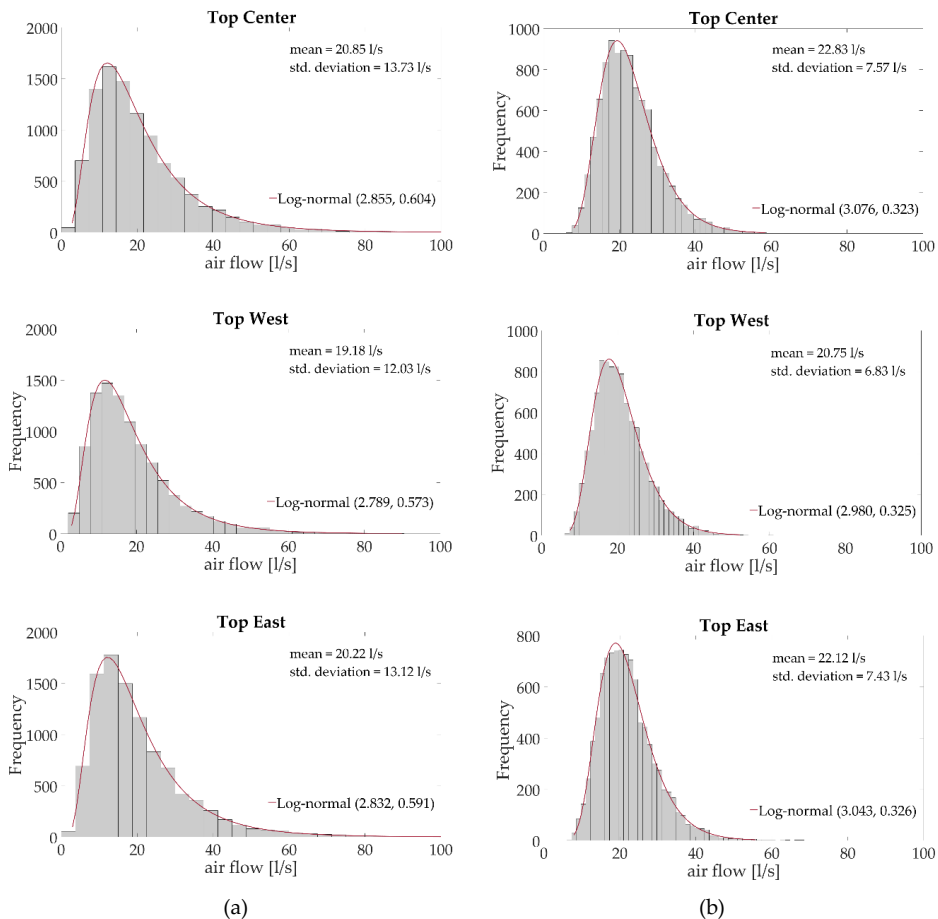 Top Center
2000
1500
1000
500
0
mean = 20.85 l/s
std. deviation = 13.73 l/s
Log-normal (2.855, 0.604)
0 20 40 60 80 100
air flow [l/s]
Top Center
1000
800
600
400
200
0
Frequency
mean = 22.83 l/s
std. deviation = 7.57 l/s
Log-normal (3.076, 0.323)
0 20 40 60 80 100
air flow [l/s]
Top West
2000
1500
1000
500
0
Frequency
mean = 19.18 l/s
std. deviation = 12.03 l/s
Log-normal (2.789, 0.573)
0 20 40 60 80 100
air flow [l/s]
Top West
1000
800
600
400
200
0
Frequency
mean = 20.75 l/s
std. deviation = 6.83 l/s
Log-normal (2.980, 0.325)
0 20 40 60 80 100
air flow [l/s]
Top East
2000
1500
1000
500
0
Frequency
mean = 20.22 l/s
std. deviation = 13.12 l/s
Log-normal (2.832, 0.591)
0 20 40 60 80 100
air flow [l/s]
Top East
800
600
400
200
0
Frequency
mean = 22.12 l/s
std. deviation = 7.43 l/s
Log-normal (3.043, 0.326)
0 20 40 60 80 100
air flow [l/s]
(a)
(b)